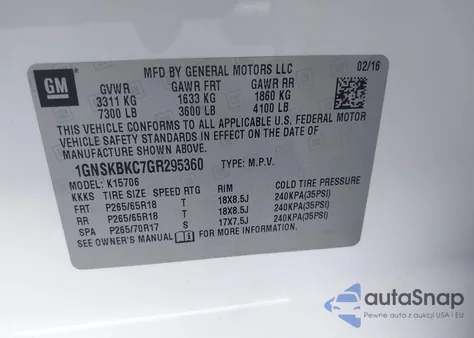 GM
MFD BY GENERAL MOTORS LLC 02/16
GVWR GAWR FRT GAWR RR
3311 KG 1633 KG 1860 KG
7300 LB 3600 LB 4100 LB
THIS VEHICLE CONFORMS TO ALL APPLICABLE U.S. FEDERAL MOTOR
VEHICLE SAFETY STANDARDS IN EFFECT ON THE DATE OF
MANUFACTURE SHOWN ABOVE.
1GNSKBKC7GR295360 TYPE: M.P.V.
MODEL: K15706
KKKS TIRE SIZE SPEED RTG RIM COLD TIRE PRESSURE
FRT P265/65R18 T 18X8.5J 240KPA(35PSI)
RR P265/65R18 T 18X8.5J 240KPA(35PSI)
SPA P265/70R17 S 17X7.5J 240KPA(35PSI)
SEE OWNER'S MANUAL FOR MORE INFORMATION.
autoSnap
Pewne auta z aukcji USA i EU